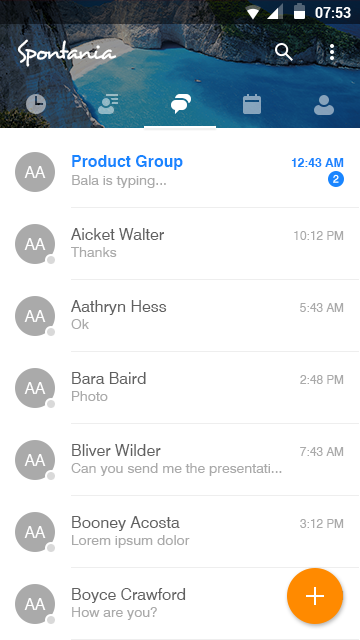 07:53
Spontania
AA
Product Group
12:43 AM
Bala is typing...
2
AA
Aicket Walter
10:12 PM
Thanks
AA
Aathryn Hess
5:43 AM
Ok
AA
Bara Baird
2:48 PM
Photo
AA
Bliver Wilder
7:43 AM
Can you send me the presentati...
AA
Booney Acosta
3:12 PM
Lorem ipsum dolor
AA
Boyce Crawford
How are you?